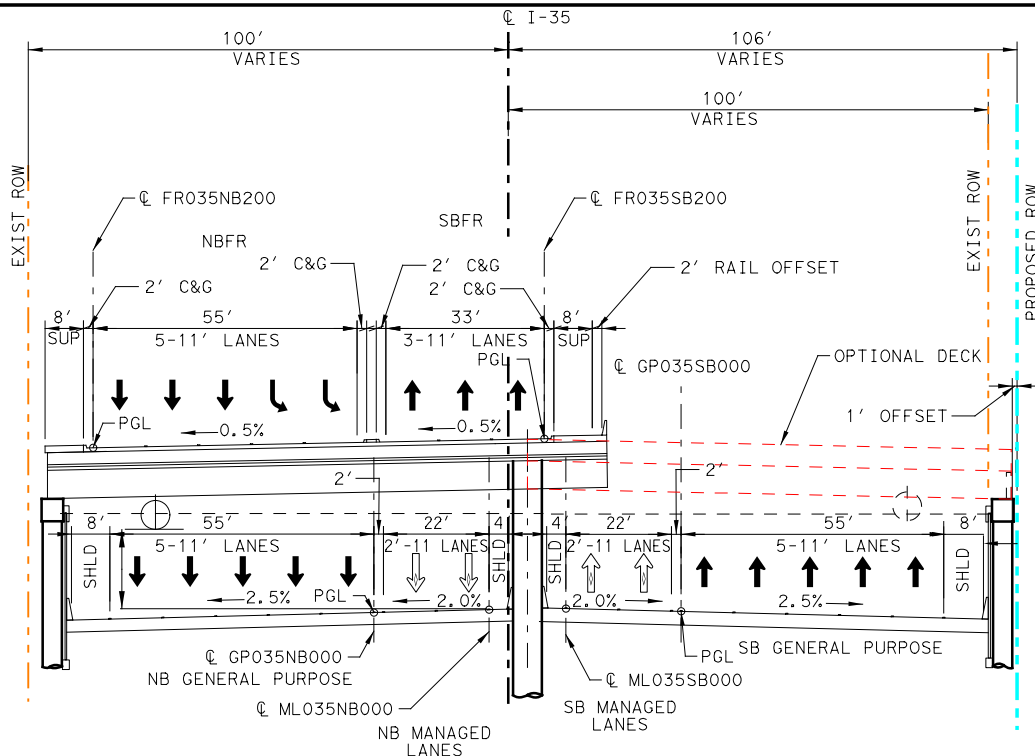 ℄ I-35
100' VARIES
106' VARIES
100' VARIES
EXIST ROW
℄ FR035NB200
SBFR
℄ FR035SB200
EXIST ROW
PROPOSED ROW
NBFR
2' C&G
2' C&G
2' C&G
2' C&G
2' RAIL OFFSET
8' SUP
55'
5-11' LANES
33'
3-11' LANES
8' SUP
PGL
℄ GP035SB000
OPTIONAL DECK
1' OFFSET
PGL
0.5%
0.5%
2'
2'
8' SHLD
55'
5-11' LANES
22'
2'-11 LANES
4' SHLD
4' SHLD
22'
2'-11 LANES
55'
5-11' LANES
8' SHLD
2.5%
PGL
2.0%
2.0%
2.5%
℄ GP035NB000
NB GENERAL PURPOSE
PGL
SB GENERAL PURPOSE
℄ ML035NB000
℄ ML035SB000
NB MANAGED
LANES
SB MANAGED
LANES